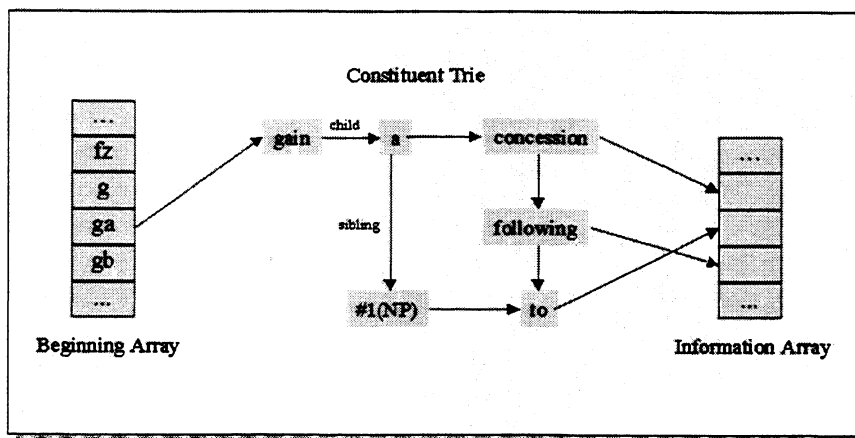 Constituent Trie
...
fz
g
ga
gb
...
Beginning Array
gain
child
a
concession
sibling
following
#1(NP)
to
...
...
Information Array